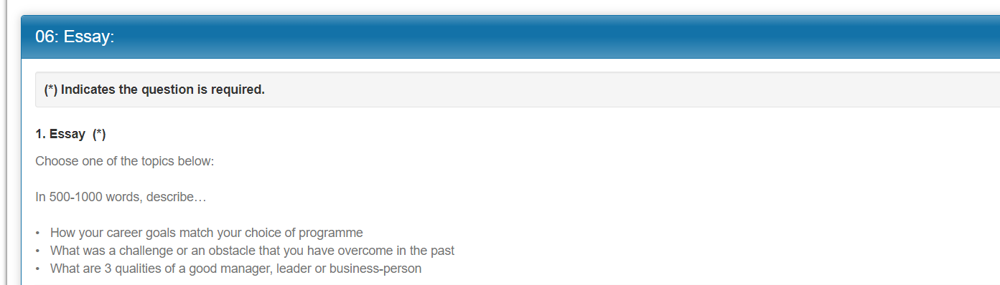 06: Essay:
(*) Indicates the question is required.
1. Essay (*)
Choose one of the topics below:
In 500-1000 words, describe…
• How your career goals match your choice of programme
• What was a challenge or an obstacle that you have overcome in the past
• What are 3 qualities of a good manager, leader or business-person